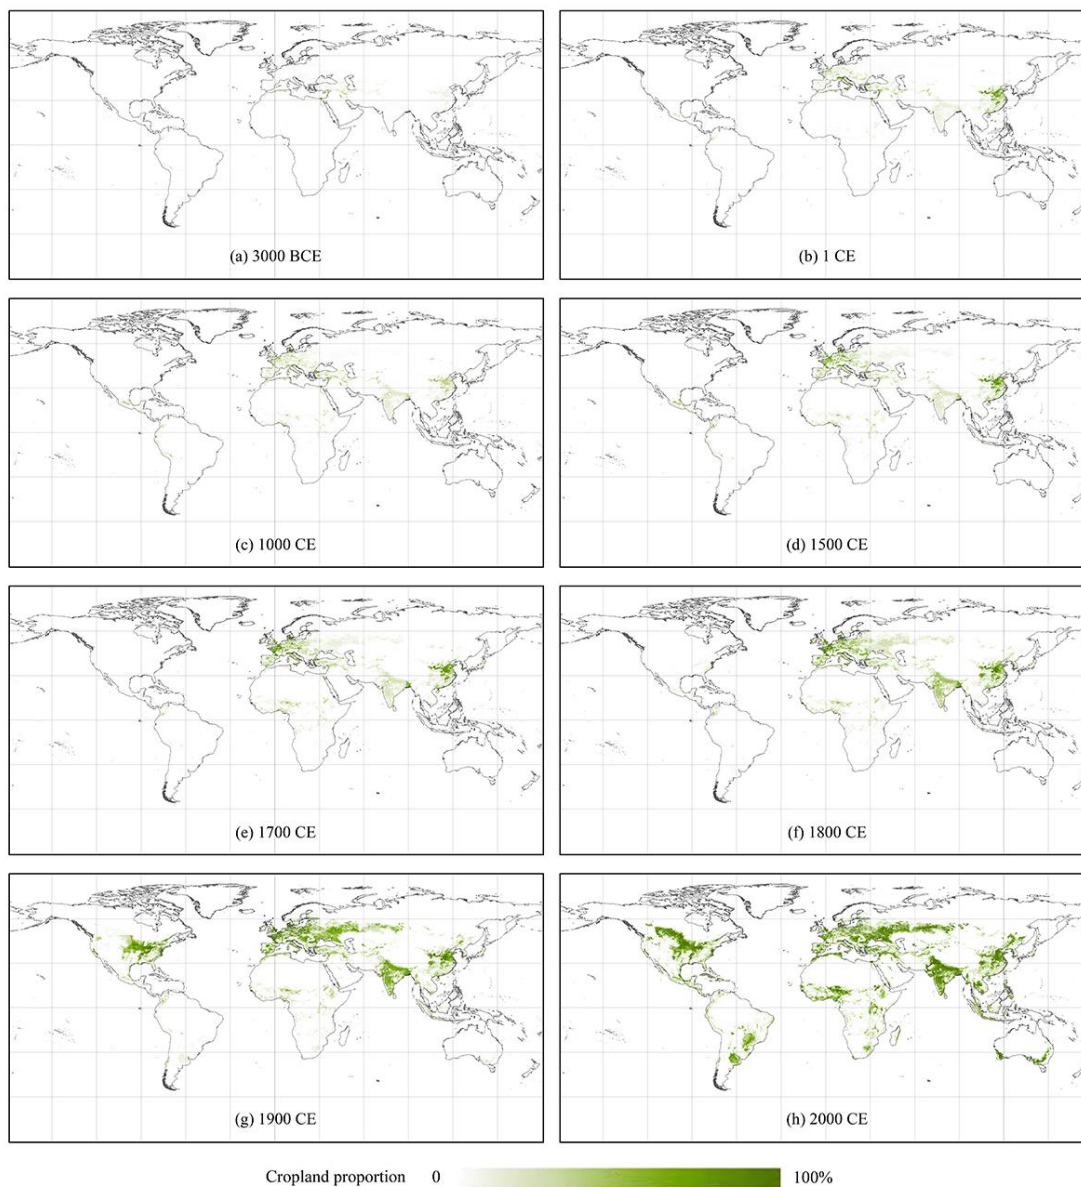 (a) 3000 BCE
(b) 1 CE
(c) 1000 CE
(d) 1500 CE
(e) 1700 CE
(f) 1800 CE
(g) 1900 CE
(h) 2000 CE
Cropland proportion 0 100%